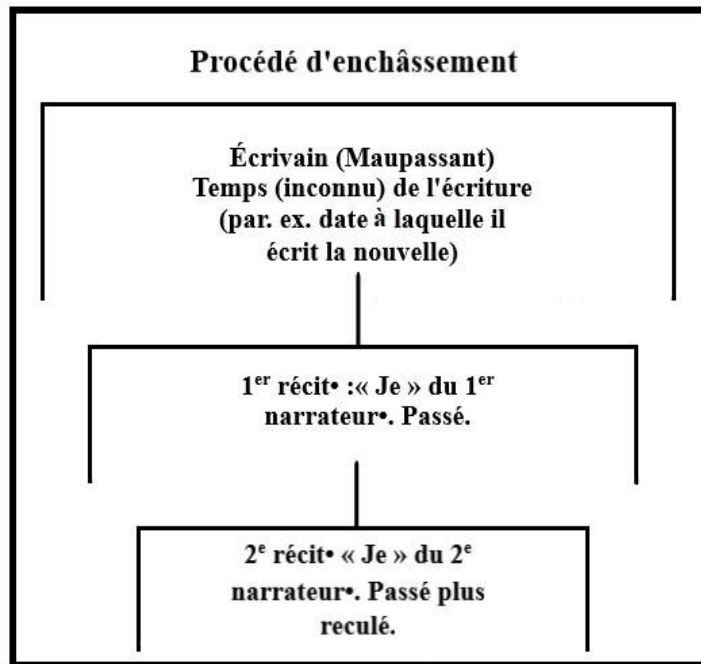 Procédé d'enchâssement
Écrivain (Maupassant)
Temps (inconnu) de l'écriture
(par. ex. date à laquelle il
écrit la nouvelle)
1er récit• :« Je » du 1er
narrateur•. Passé.
2e récit• « Je » du 2e
narrateur•. Passé plus
reculé.